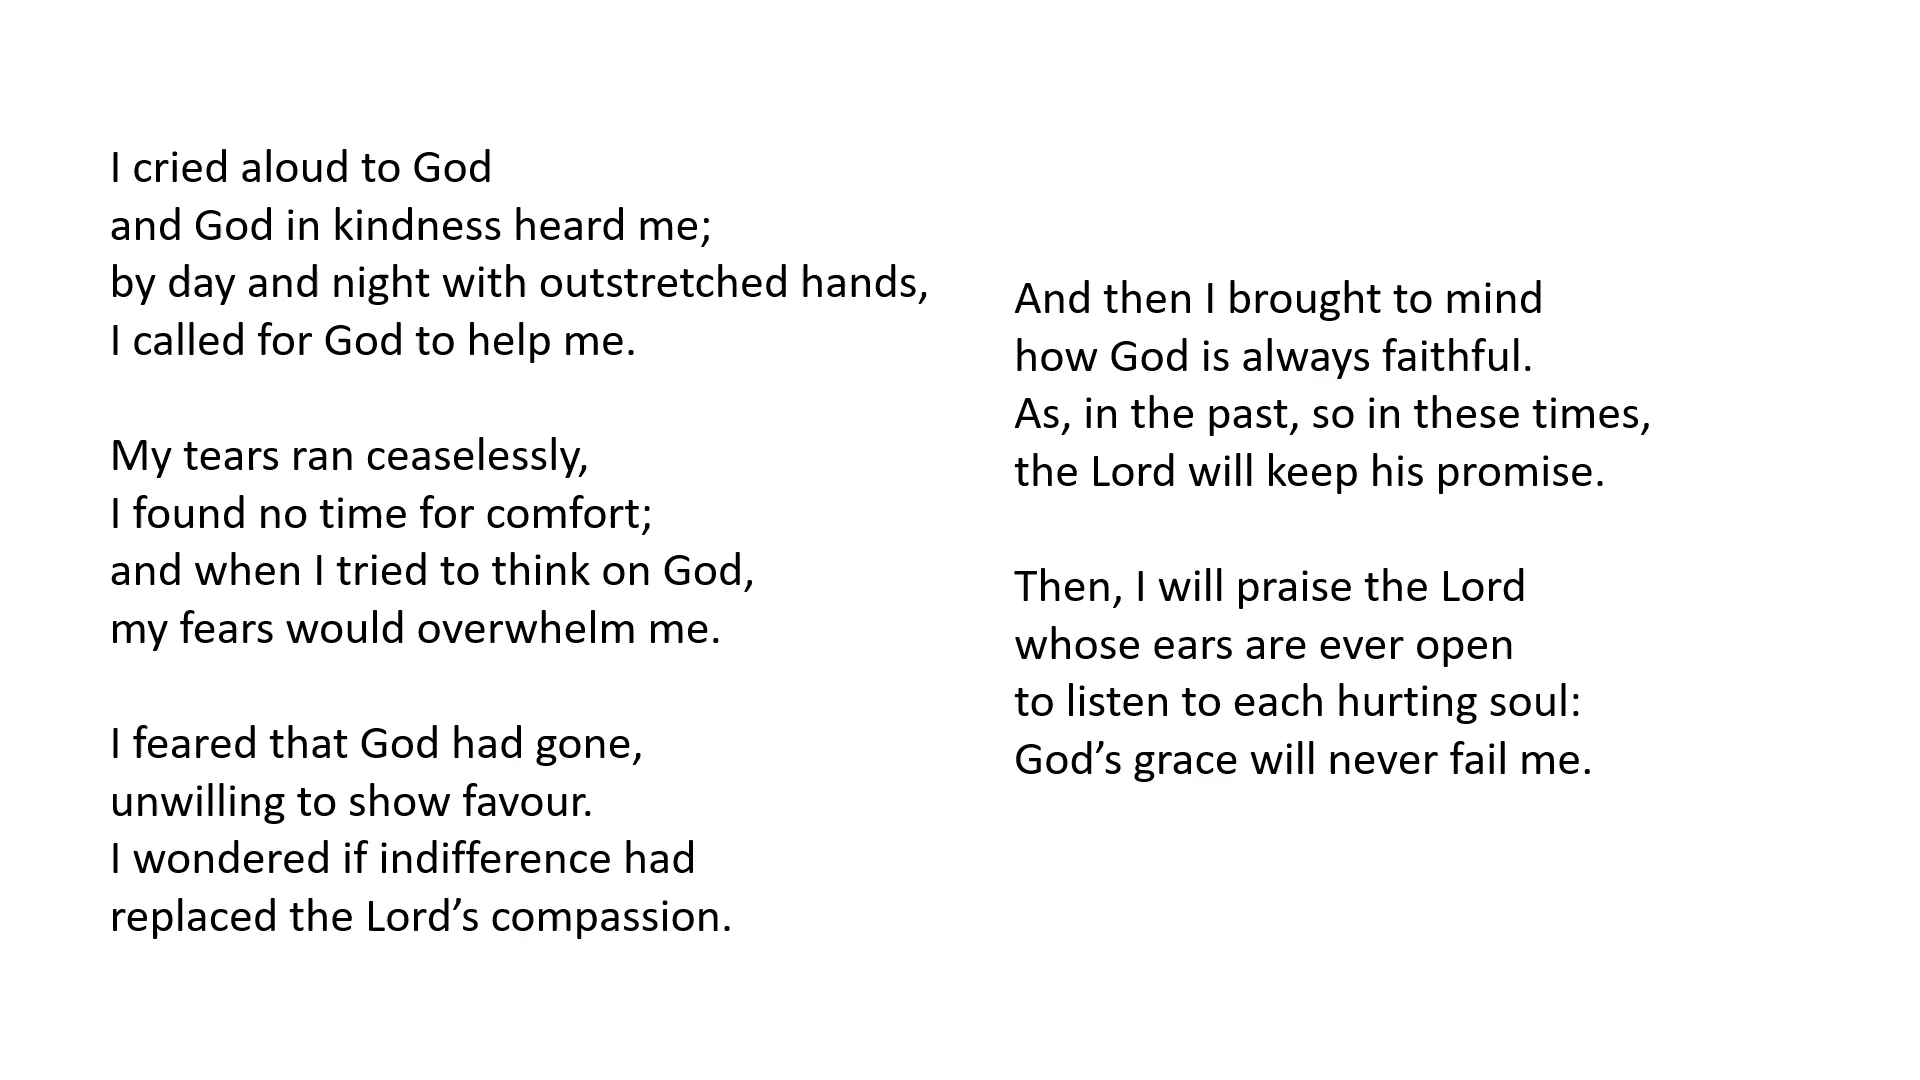 I cried aloud to God
and God in kindness heard me;
by day and night with outstretched hands,
I called for God to help me.

My tears ran ceaselessly,
I found no time for comfort;
and when I tried to think on God,
my fears would overwhelm me.

I feared that God had gone,
unwilling to show favour.
I wondered if indifference had
replaced the Lord’s compassion.

And then I brought to mind
how God is always faithful.
As, in the past, so in these times,
the Lord will keep his promise.

Then, I will praise the Lord
whose ears are ever open
to listen to each hurting soul:
God’s grace will never fail me.